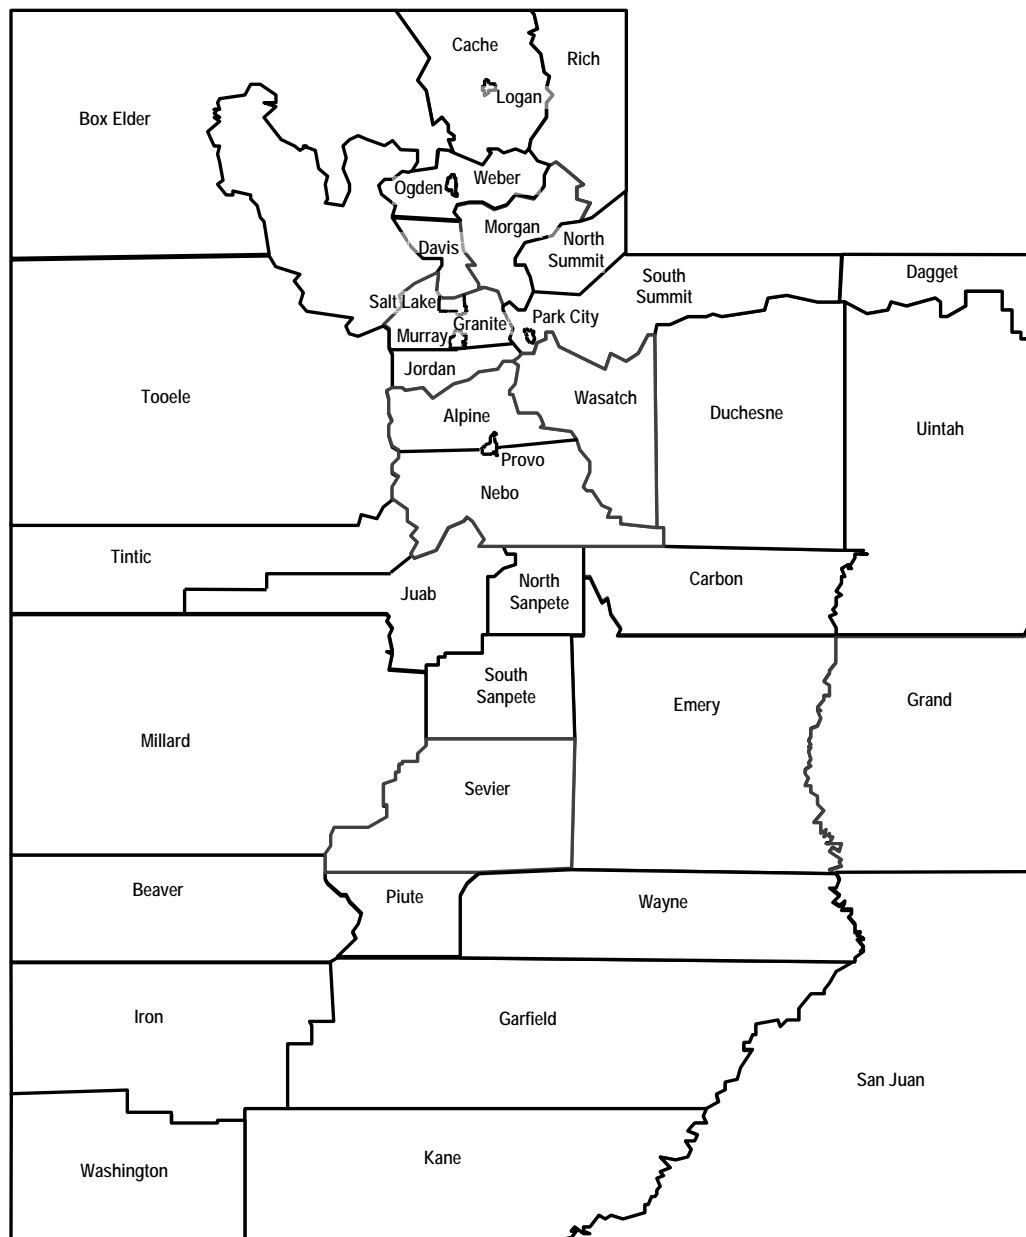 Cache
Rich
Logan
Box Elder
Weber
Ogden
Morgan
North
Summit
Davis
South
Summit
Dagget
Salt Lake
Park City
Granite
Murray
Jordan
Tooele
Wasatch
Alpine
Duchesne
Uintah
Provo
Nebo
Tintic
Carbon
North
Sanpete
Juab
South
Sanpete
Emery
Grand
Millard
Sevier
Beaver
Piute
Wayne
Iron
Garfield
San Juan
Kane
Washington